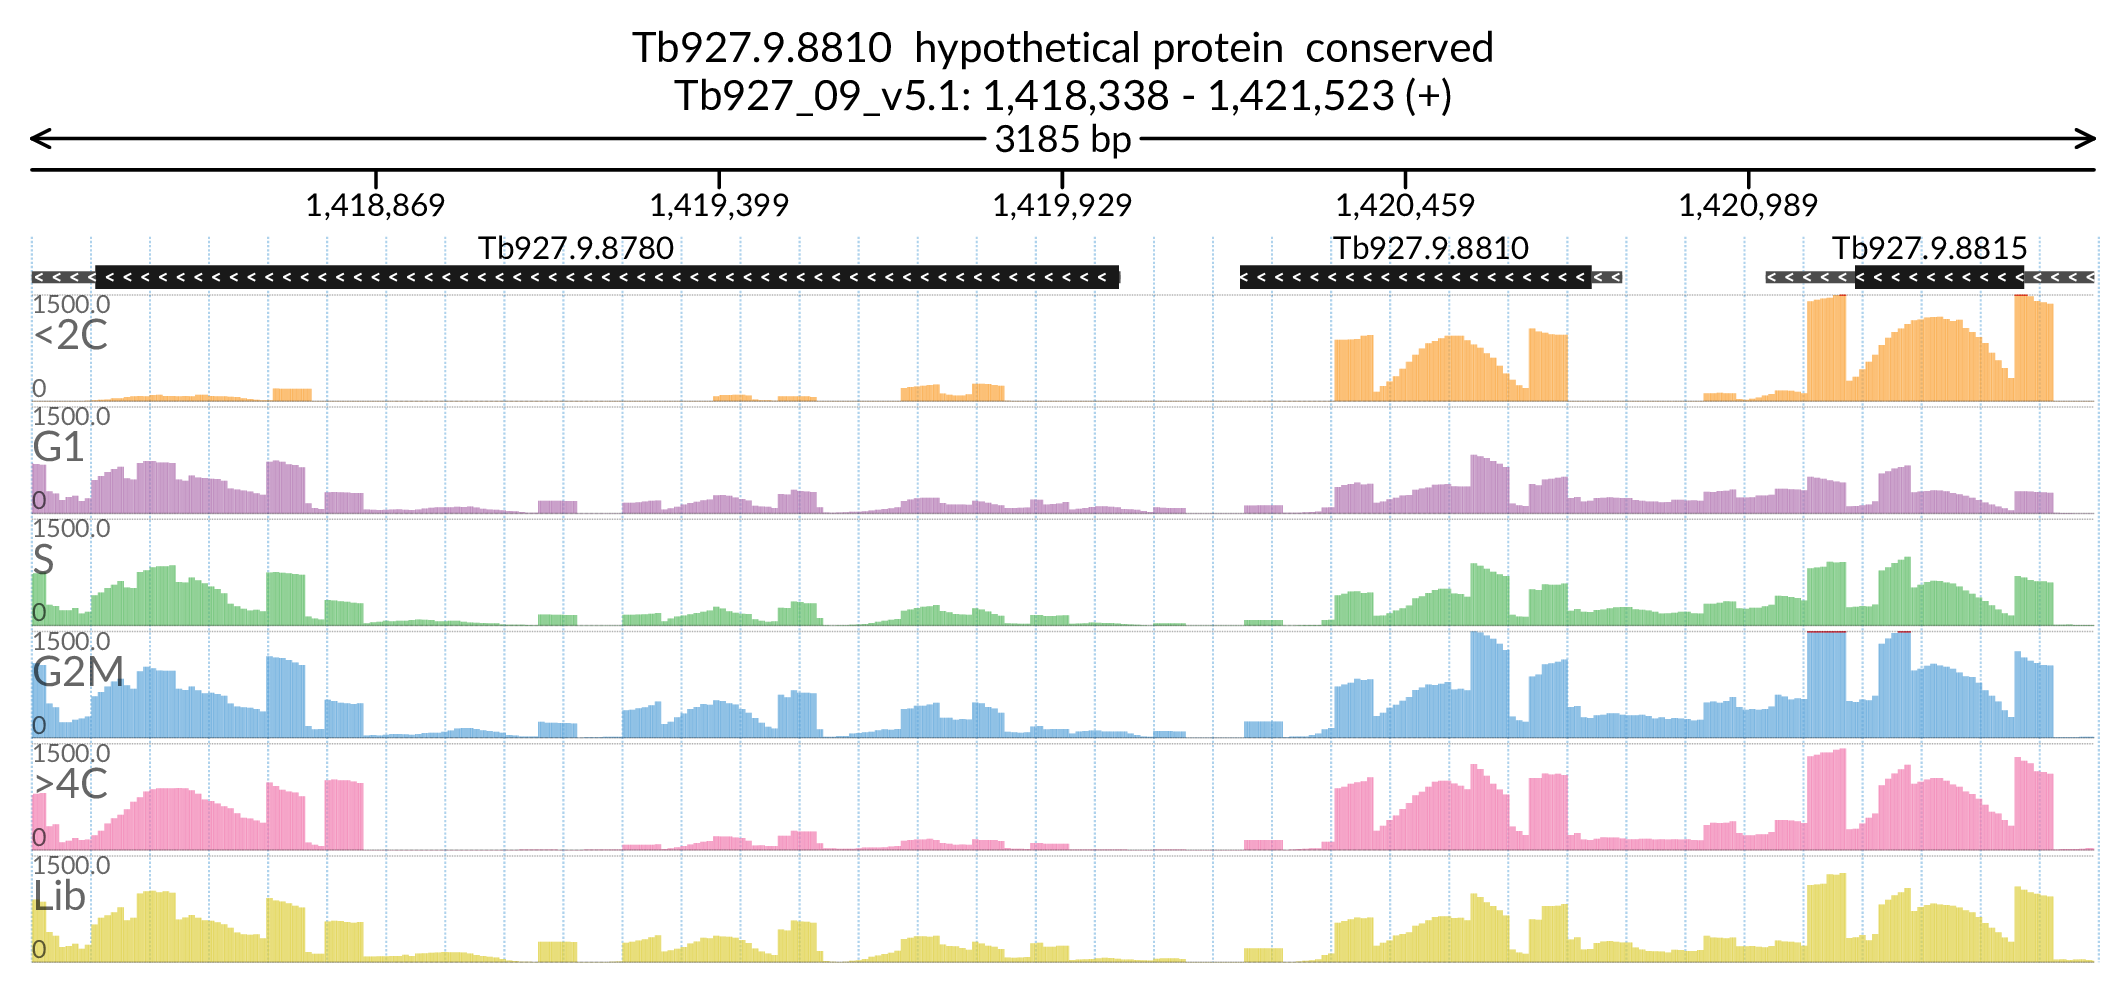 Tb927.9.8810 hypothetical protein conserved
Tb927_09_v5.1: 1,418,338 - 1,421,523 (+)
3185 bp
1,418,869 1,419,399 1,419,929 1,420,459 1,420,989
Tb927.9.8780 Tb927.9.8810 Tb927.9.8815
1500.0
<2C
0
1500.0
G1
0
1500.0
S
0
1500.0
G2M
0
1500.0
>4C
0
1500.0
Lib
0